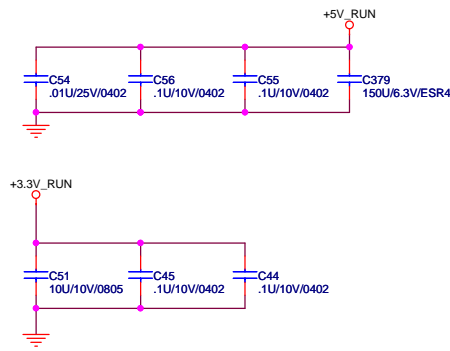 +5V_RUN
C54
.01U/25V/0402
C56
.1U/10V/0402
C55
.1U/10V/0402
C379
150U/6.3V/ESR4
+3.3V_RUN
C51
10U/10V/0805
C45
.1U/10V/0402
C44
.1U/10V/0402